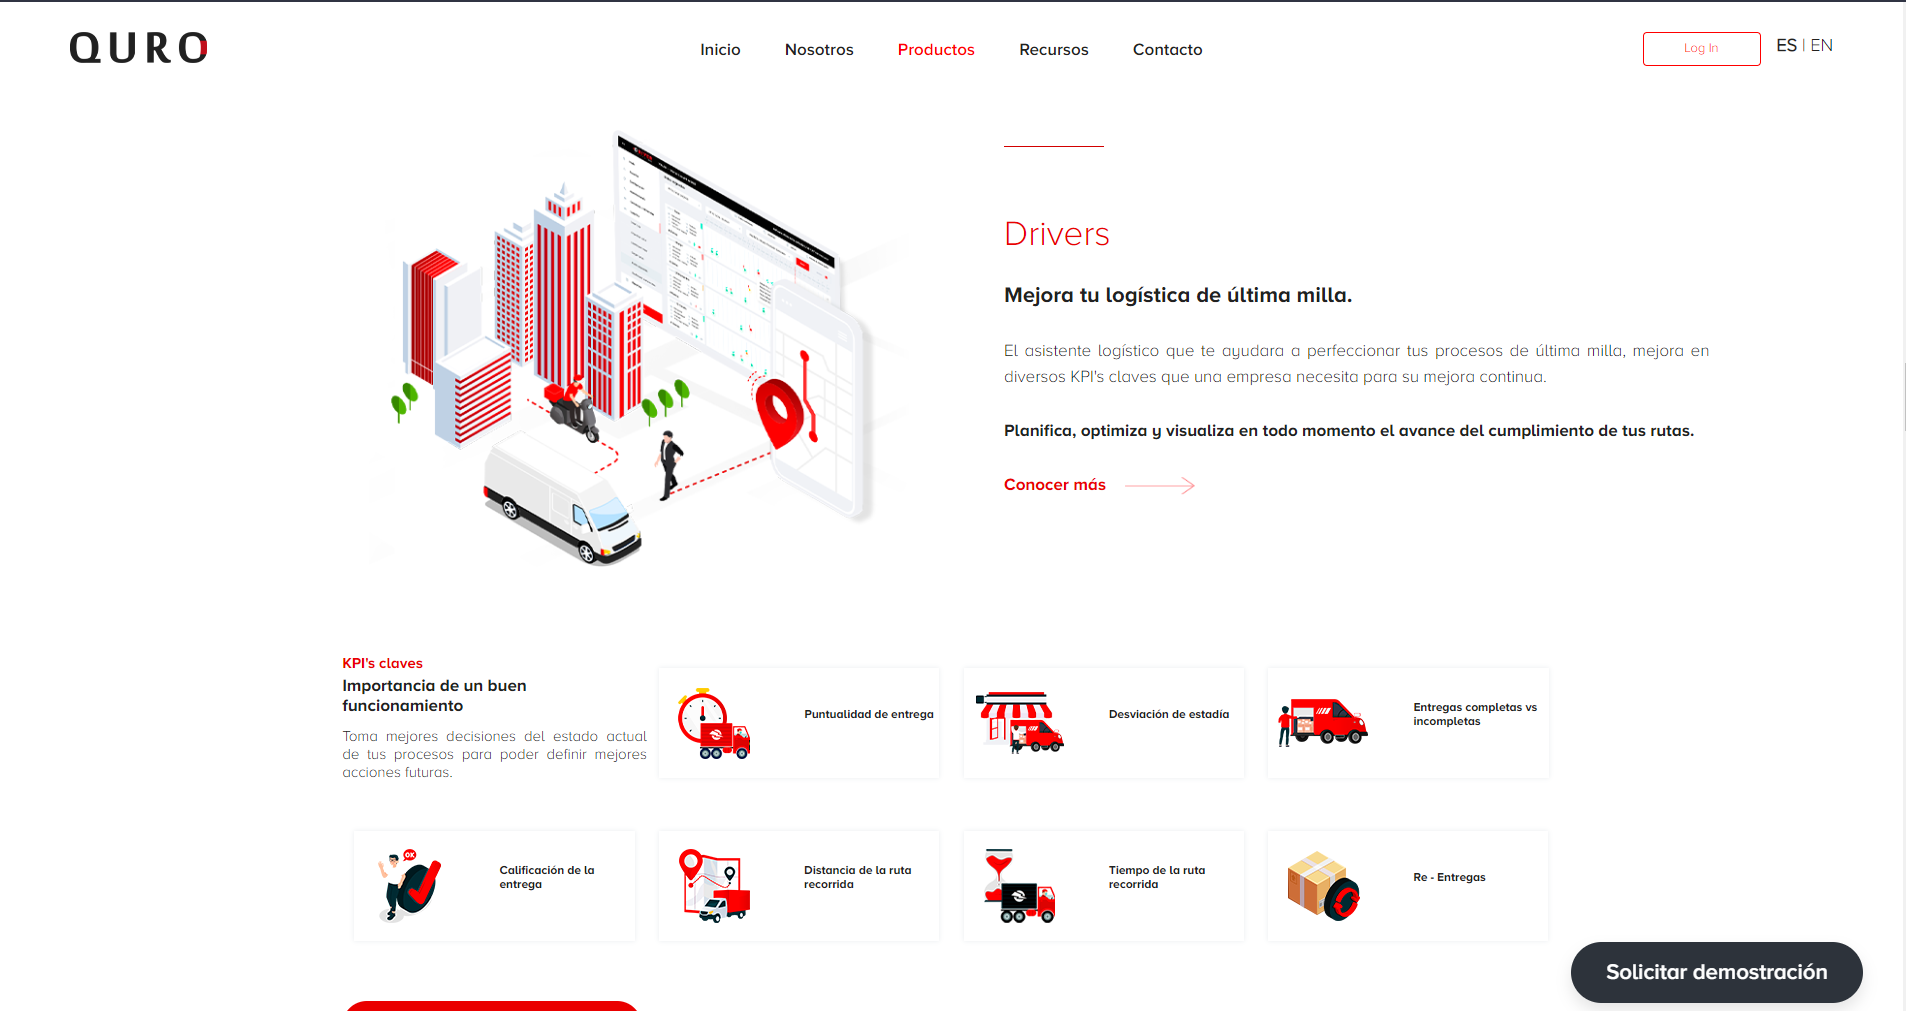 QURO
Inicio
Nosotros
Productos
Recursos
Contacto
Log In
ES | EN
Drivers
Mejora tu logística de última milla.
El asistente logístico que te ayudara a perfeccionar tus procesos de última milla, mejora en
diversos KPI's claves que una empresa necesita para su mejora continua.
Planifica, optimiza y visualiza en todo momento el avance del cumplimiento de tus rutas.
Conocer más
KPI's claves
Importancia de un buen
funcionamiento
Toma mejores decisiones del estado actual
de tus procesos para poder definir mejores
acciones futuras.
Puntualidad de entrega
Desviación de estadía
Entregas completas vs
incompletas
OK
Calificación de la
entrega
Distancia de la ruta
recorrida
Tiempo de la ruta
recorrida
Re - Entregas
Solicitar demostración